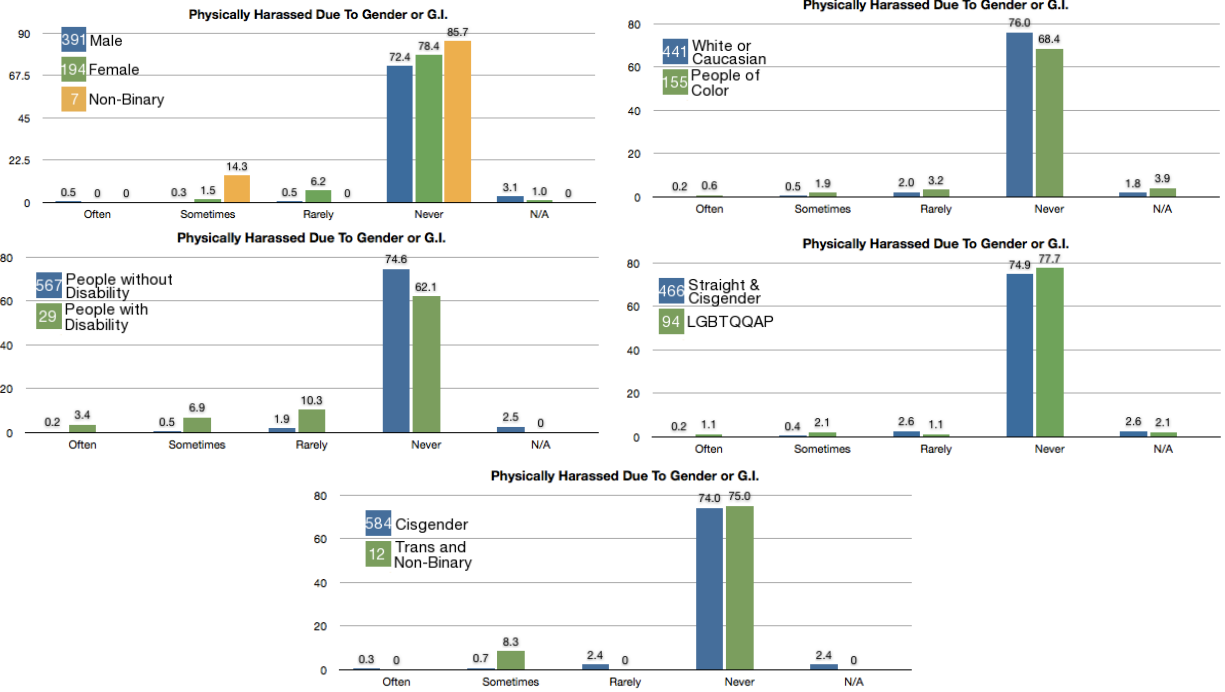 Physically Harassed Due To Gender or G.I.
90
67.5
45
22.5
0
391 Male
194 Female
7 Non-Binary
0.5 0 0
0.3 1.5 14.3
0.5 6.2 0
72.4 78.4 85.7
3.1 1.0 0
Often Sometimes Rarely Never N/A
Physically Harassed Due To Gender or G.I.
80
60
40
20
0
441 White or
Caucasian
155 People of
Color
0.2 0.6
0.5 1.9
2.0 3.2
76.0 68.4
1.8 3.9
Often Sometimes Rarely Never N/A
Physically Harassed Due To Gender or G.I.
80
60
40
20
0
567 People without
Disability
29 People with
Disability
0.2 3.4
0.5 6.9
1.9 10.3
74.6 62.1
2.5 0
Often Sometimes Rarely Never N/A
Physically Harassed Due To Gender or G.I.
80
60
40
20
0
466 Straight &
Cisgender
94 LGBTQQAP
0.2 1.1
0.4 2.1
2.6 1.1
74.9 77.7
2.6 2.1
Often Sometimes Rarely Never N/A
Physically Harassed Due To Gender or G.I.
80
60
40
20
0
584 Cisgender
12 Trans and
Non-Binary
0.3 0
0.7 8.3
2.4 0
74.0 75.0
2.4 0
Often Sometimes Rarely Never N/A